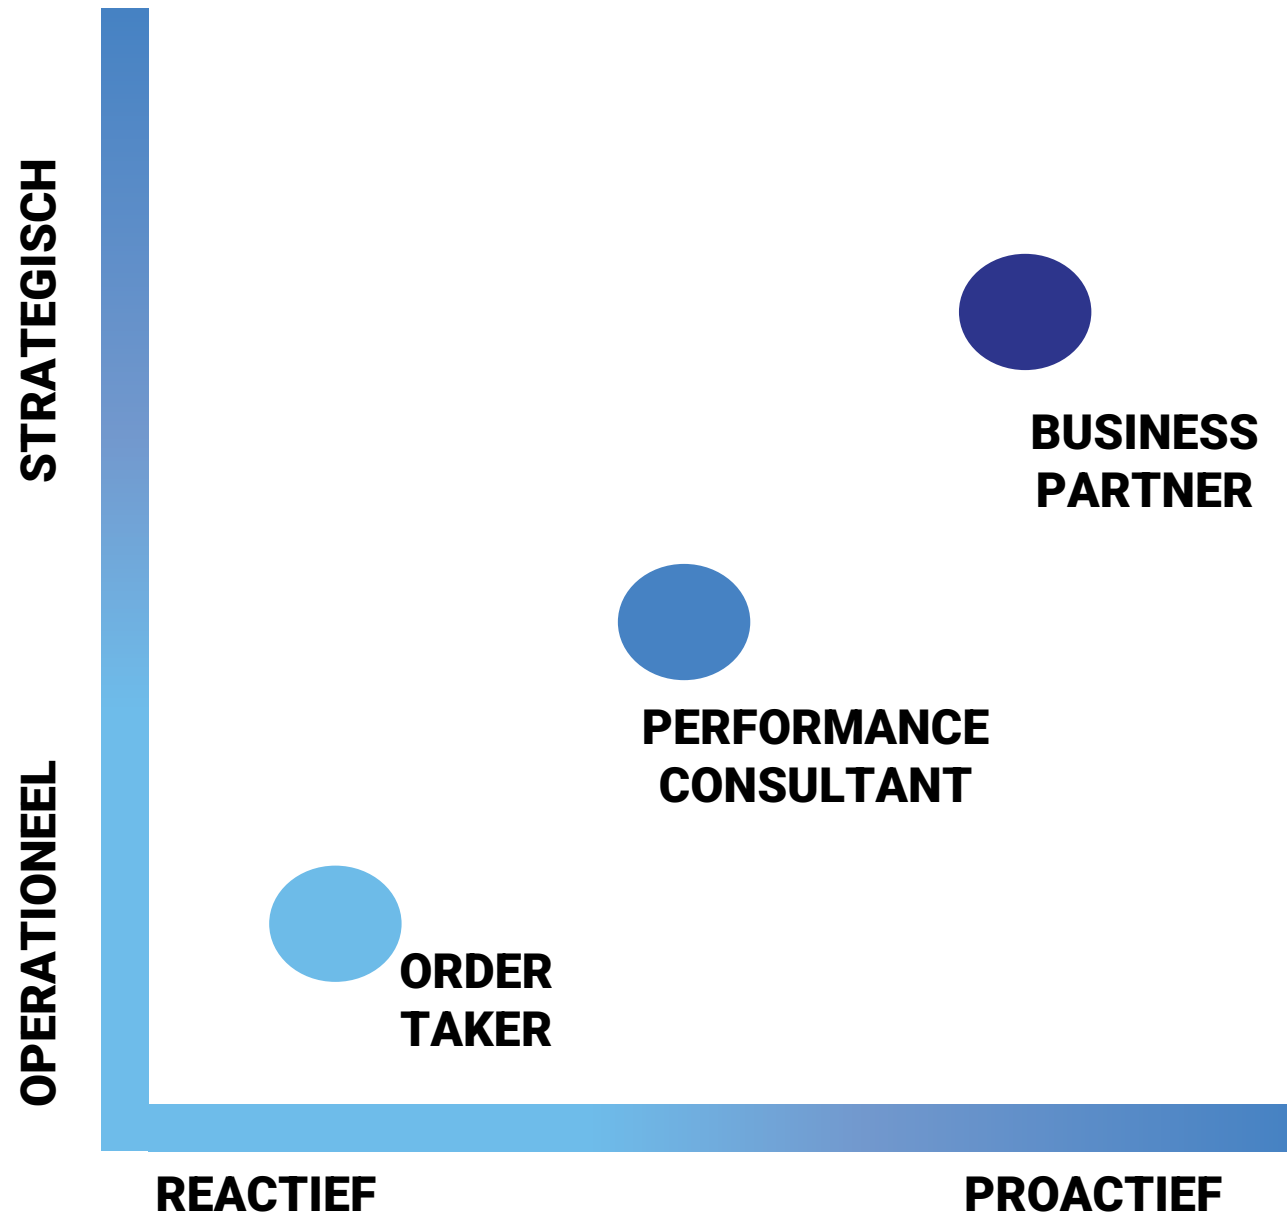 STRATEGISCH
BUSINESS
PARTNER
PERFORMANCE
CONSULTANT
OPERATIONEEL
ORDER
TAKER
REACTIEF
PROACTIEF